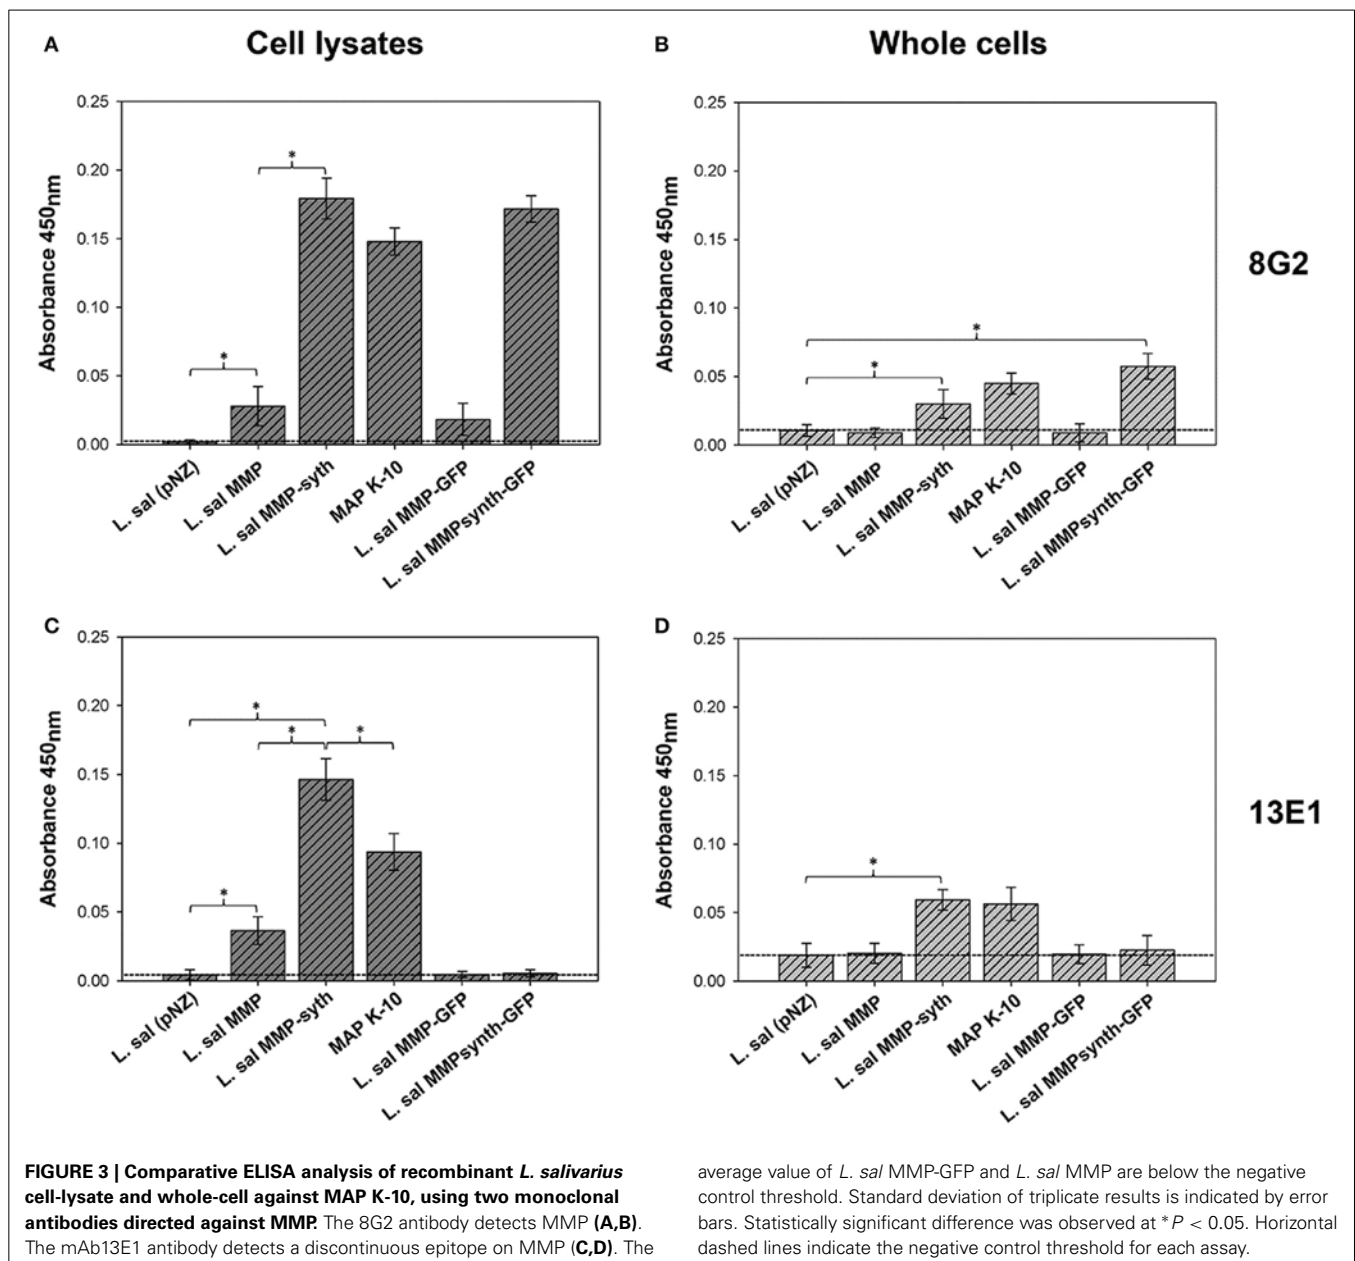 A
Cell lysates
Absorbance 450nm
0.25
0.20
0.15
0.10
0.05
0.00
*
*
L. sal (pNZ)
L. sal MMP
L. sal MMP-syth
MAP K-10
L. sal MMP-GFP
L. sal MMPsynth-GFP
B
Whole cells
Absorbance 450nm
0.25
0.20
0.15
0.10
0.05
0.00
*
*
L. sal (pNZ)
L. sal MMP
L. sal MMP-syth
MAP K-10
L. sal MMP-GFP
L. sal MMPsynth-GFP
8G2
C
Absorbance 450nm
0.25
0.20
0.15
0.10
0.05
0.00
*
*
*
*
L. sal (pNZ)
L. sal MMP
L. sal MMP-syth
MAP K-10
L. sal MMP-GFP
L. sal MMPsynth-GFP
D
Absorbance 450nm
0.25
0.20
0.15
0.10
0.05
0.00
*
L. sal (pNZ)
L. sal MMP
L. sal MMP-syth
MAP K-10
L. sal MMP-GFP
L. sal MMPsynth-GFP
13E1
FIGURE 3 | Comparative ELISA analysis of recombinant L. salivarius
cell-lysate and whole-cell against MAP K-10, using two monoclonal
antibodies directed against MMP. The 8G2 antibody detects MMP (A,B).
The mAb13E1 antibody detects a discontinuous epitope on MMP (C,D). The
average value of L. sal MMP-GFP and L. sal MMP are below the negative
control threshold. Standard deviation of triplicate results is indicated by error
bars. Statistically significant difference was observed at *P < 0.05. Horizontal
dashed lines indicate the negative control threshold for each assay.